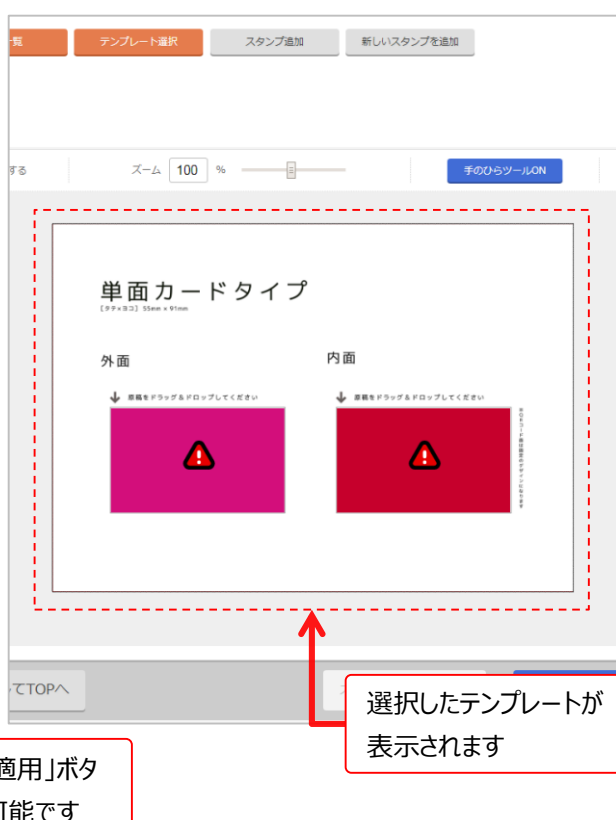 覧 テンプレート選択 スタンプ追加 新しいスタンプを追加
する ズーム 100 % 手のひらツールON
単面カードタイプ
[タテ×ヨコ] 55mm × 91mm
外面 内面
原稿をドラッグ&ドロップしてください 原稿をドラッグ&ドロップしてください
てTOPへ
選択したテンプレートが
表示されます
適用」ボタ
可能です